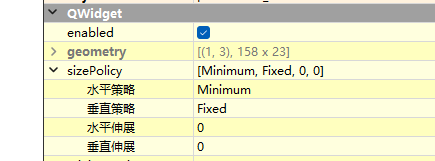 QWidget
enabled
geometry [(1, 3), 158 x 23]
sizePolicy [Minimum, Fixed, 0, 0]
水平策略 Minimum
垂直策略 Fixed
水平伸展 0
垂直伸展 0